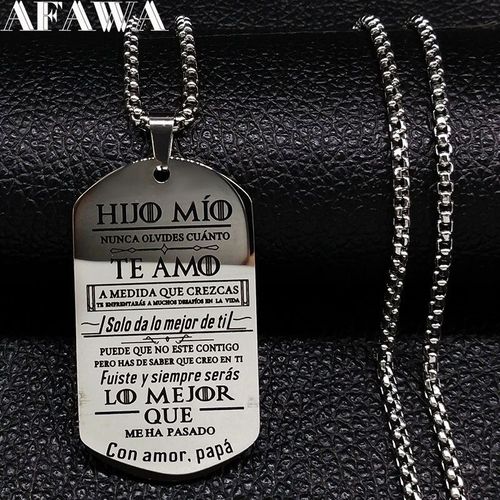 AFAWA
HIJO MÍO
NUNCA OLVIDES CUÁNTO
TE AMO
A MEDIDA QUE CREZCAS
TE ENFRENTARÁS A MUCHOS DESAFÍOS EN LA VIDA
Solo da lo mejor de ti
PUEDE QUE NO ESTE CONTIGO
PERO HAS DE SABER QUE CREO EN TI
Fuiste y siempre serás
LO MEJOR
QUE
ME HA PASADO
Con amor, papá